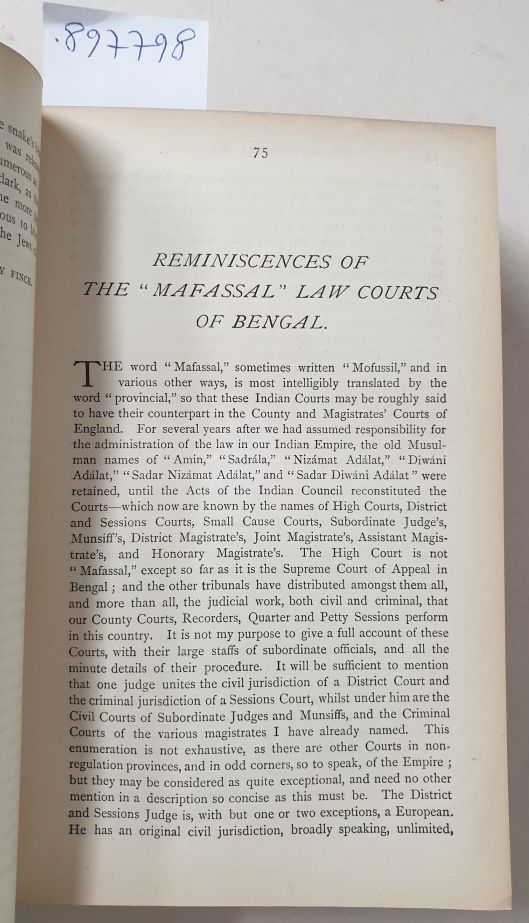 .897798
75
REMINISCENCES OF
THE “MAFASSAL” LAW COURTS
OF BENGAL.
THE word “Mafassal,” sometimes written “Mofussil,” and in
various other ways, is most intelligibly translated by the
word “provincial,” so that these Indian Courts may be roughly said
to have their counterpart in the County and Magistrates’ Courts of
England. For several years after we had assumed responsibility for
the administration of the law in our Indian Empire, the old Musul-
man names of “Amin,” “Sadrála,” “Nizámat Adálat,” “Diwáni
Adálat,” “Sadar Nizámat Adálat,” and “Sadar Diwáni Adálat” were
retained, until the Acts of the Indian Council reconstituted the
Courts—which now are known by the names of High Courts, District
and Sessions Courts, Small Cause Courts, Subordinate Judge’s,
Munsiff’s, District Magistrate’s, Joint Magistrate’s, Assistant Magis-
trate’s, and Honorary Magistrate’s. The High Court is not
“Mafassal,” except so far as it is the Supreme Court of Appeal in
Bengal; and the other tribunals have distributed amongst them all,
and more than all, the judicial work, both civil and criminal, that
our County Courts, Recorders, Quarter and Petty Sessions perform
in this country. It is not my purpose to give a full account of these
Courts, with their large staffs of subordinate officials, and all the
minute details of their procedure. It will be sufficient to mention
that one judge unites the civil jurisdiction of a District Court and
the criminal jurisdiction of a Sessions Court, whilst under him are the
Civil Courts of Subordinate Judges and Munsiffs, and the Criminal
Courts of the various magistrates I have already named. This
enumeration is not exhaustive, as there are other Courts in non-
regulation provinces, and in odd corners, so to speak, of the Empire;
but they may be considered as quite exceptional, and need no other
mention in a description so concise as this must be. The District
and Sessions Judge is, with but one or two exceptions, a European.
He has an original civil jurisdiction, broadly speaking, unlimited,
snake's
was
dark, as
more
ous to
the Jews
FINCE.